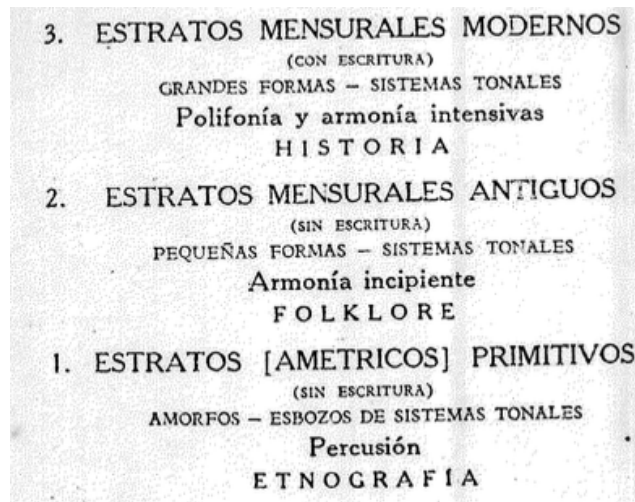 3. ESTRATOS MENSURALES MODERNOS
(CON ESCRITURA)
GRANDES FORMAS – SISTEMAS TONALES
Polifonía y armonía intensivas
HISTORIA
2. ESTRATOS MENSURALES ANTIGUOS
(SIN ESCRITURA)
PEQUEÑAS FORMAS – SISTEMAS TONALES
Armonía incipiente
FOLKLORE
1. ESTRATOS [AMETRICOS] PRIMITIVOS
(SIN ESCRITURA)
AMORFOS – ESBOZOS DE SISTEMAS TONALES
Percusión
ETNOGRAFÍA